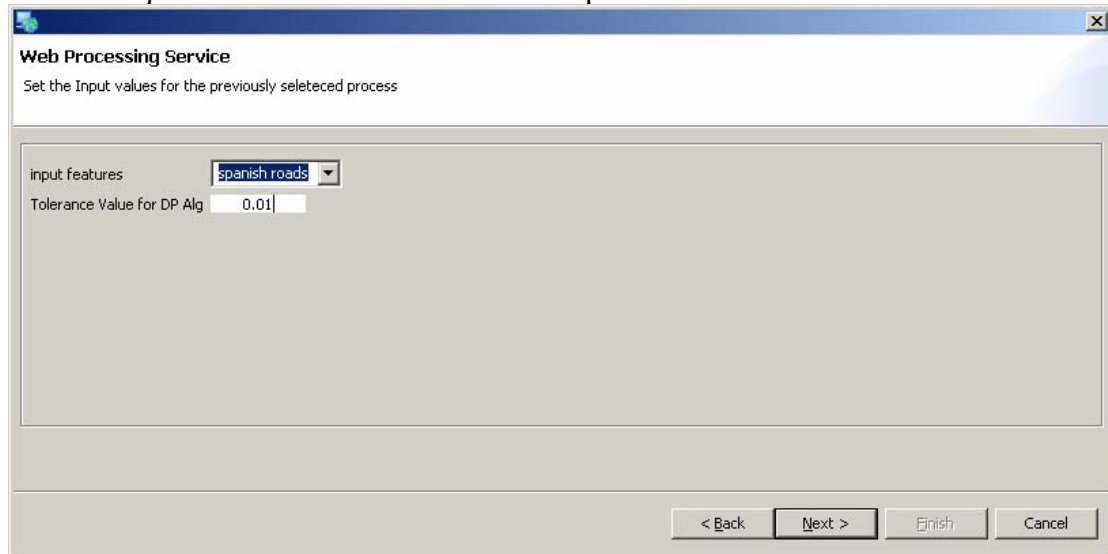 Web Processing Service
Set the Input values for the previously seleteced process
input features spanish roads
Tolerance Value for DP Alg 0.01
< Back Next > Finish Cancel